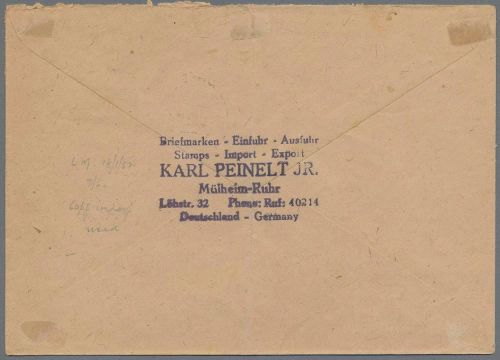 Briefmarken - Einfuhr - Ausfuhr
Stamps - Import - Export
KARL PEINELT JR.
Mülheim-Ruhr
Löhstr. 32 Phone: Ruf: 40214
Deutschland - Germany